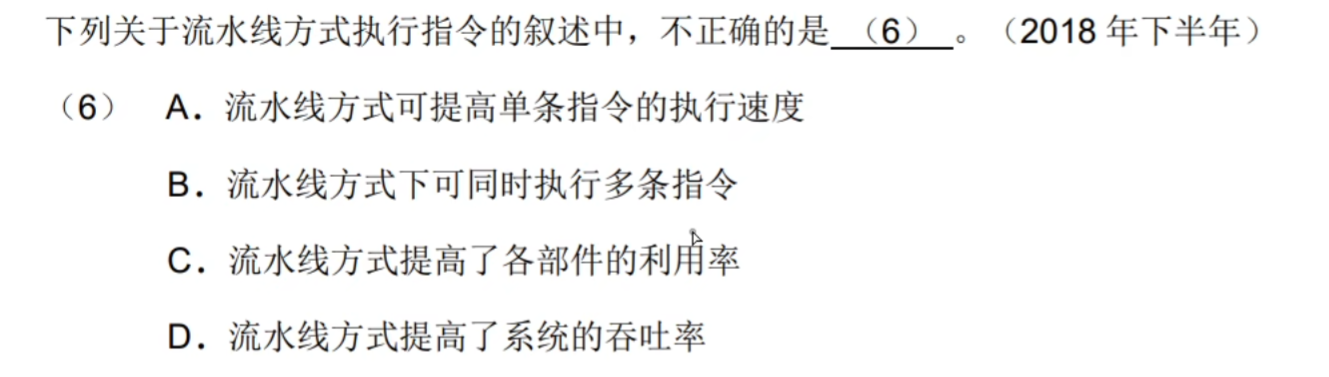 下列关于流水线方式执行指令的叙述中，不正确的是（6）。（2018 年下半年）
（6） A. 流水线方式可提高单条指令的执行速度
B. 流水线方式下可同时执行多条指令
C. 流水线方式提高了各部件的利用率
D. 流水线方式提高了系统的吞吐率